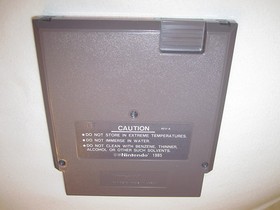 CAUTION REV-A
● DO NOT STORE IN EXTREME TEMPERATURES.
● DO NOT IMMERSE IN WATER.
● DO NOT CLEAN WITH BENZENE, THINNER,
ALCOHOL OR OTHER SUCH SOLVENTS.
©Nintendo 1985